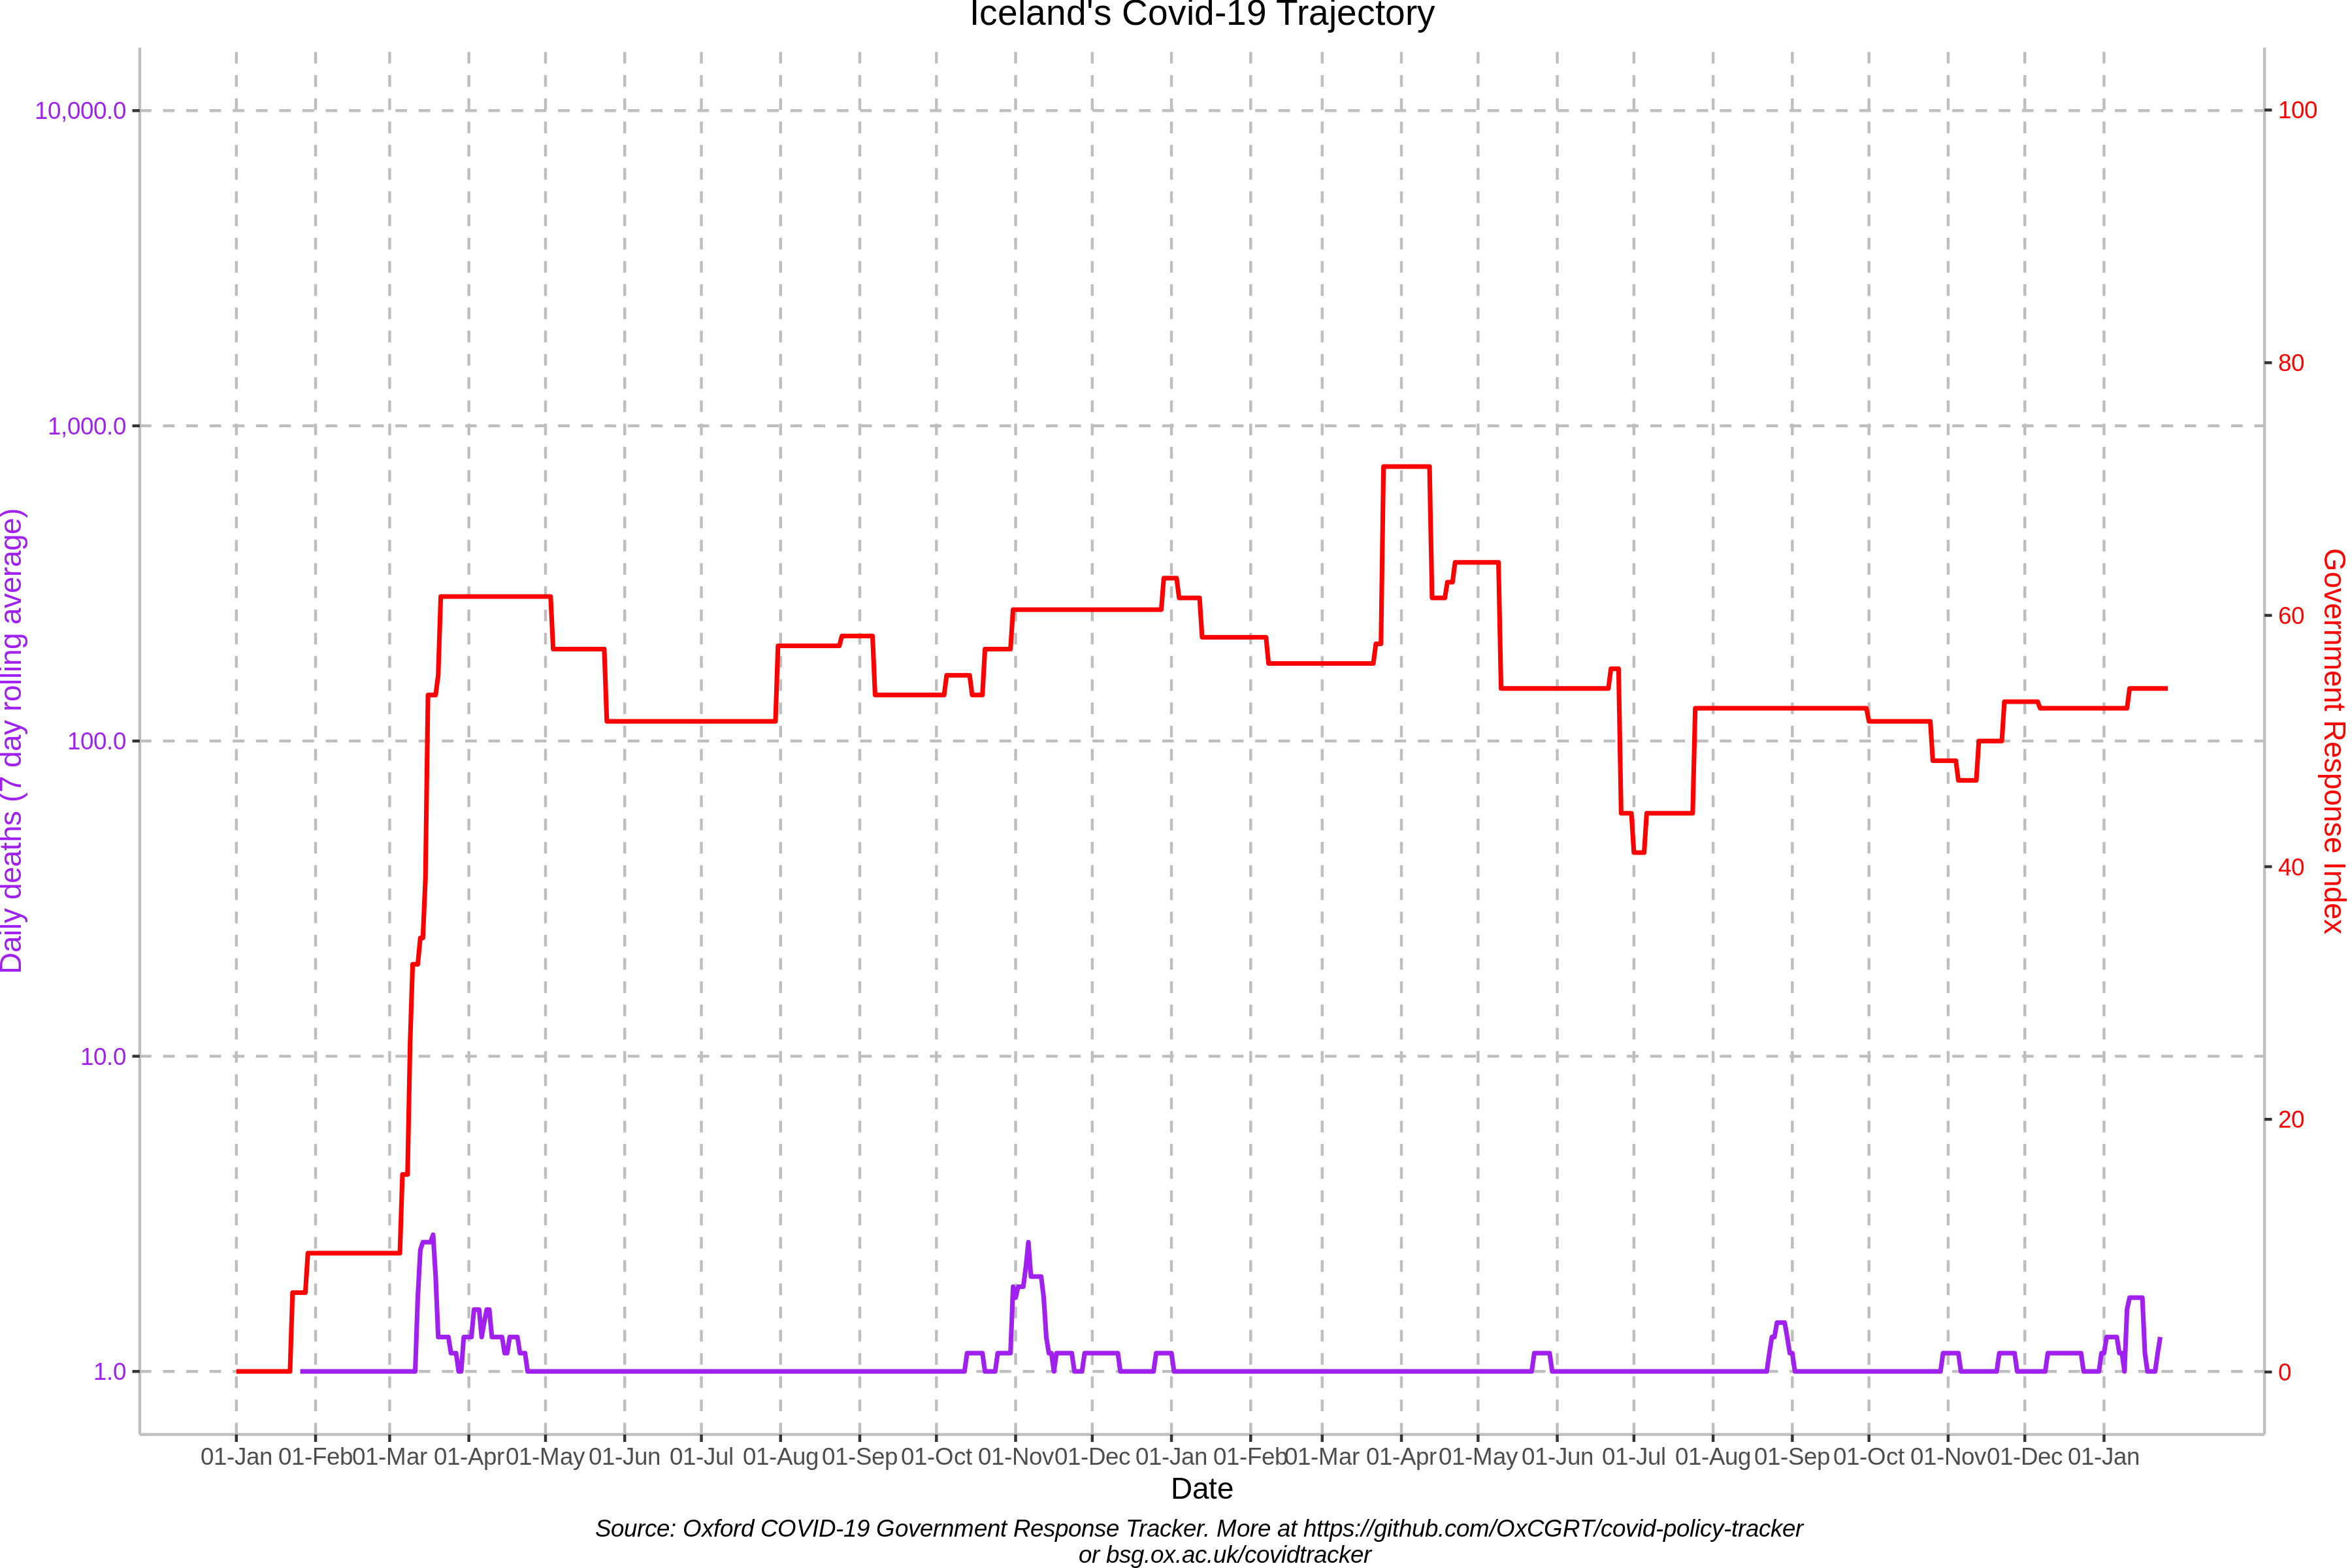 Iceland's Covid-19 Trajectory
10,000.0
1,000.0
100.0
10.0
1.0
Daily deaths (7 day rolling average)
100
80
60
40
20
0
Government Response Index
01-Jan 01-Feb 01-Mar 01-Apr 01-May 01-Jun 01-Jul 01-Aug 01-Sep 01-Oct 01-Nov 01-Dec 01-Jan 01-Feb 01-Mar 01-Apr 01-May 01-Jun 01-Jul 01-Aug 01-Sep 01-Oct 01-Nov 01-Dec 01-Jan
Date
Source: Oxford COVID-19 Government Response Tracker. More at https://github.com/OxCGRT/covid-policy-tracker
or bsg.ox.ac.uk/covidtracker